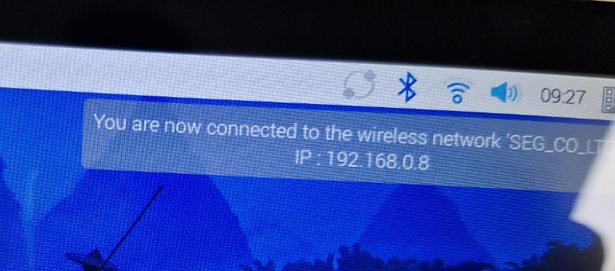 09:27
You are now connected to the wireless network 'SEG_CO_LT
IP : 192.168.0.8